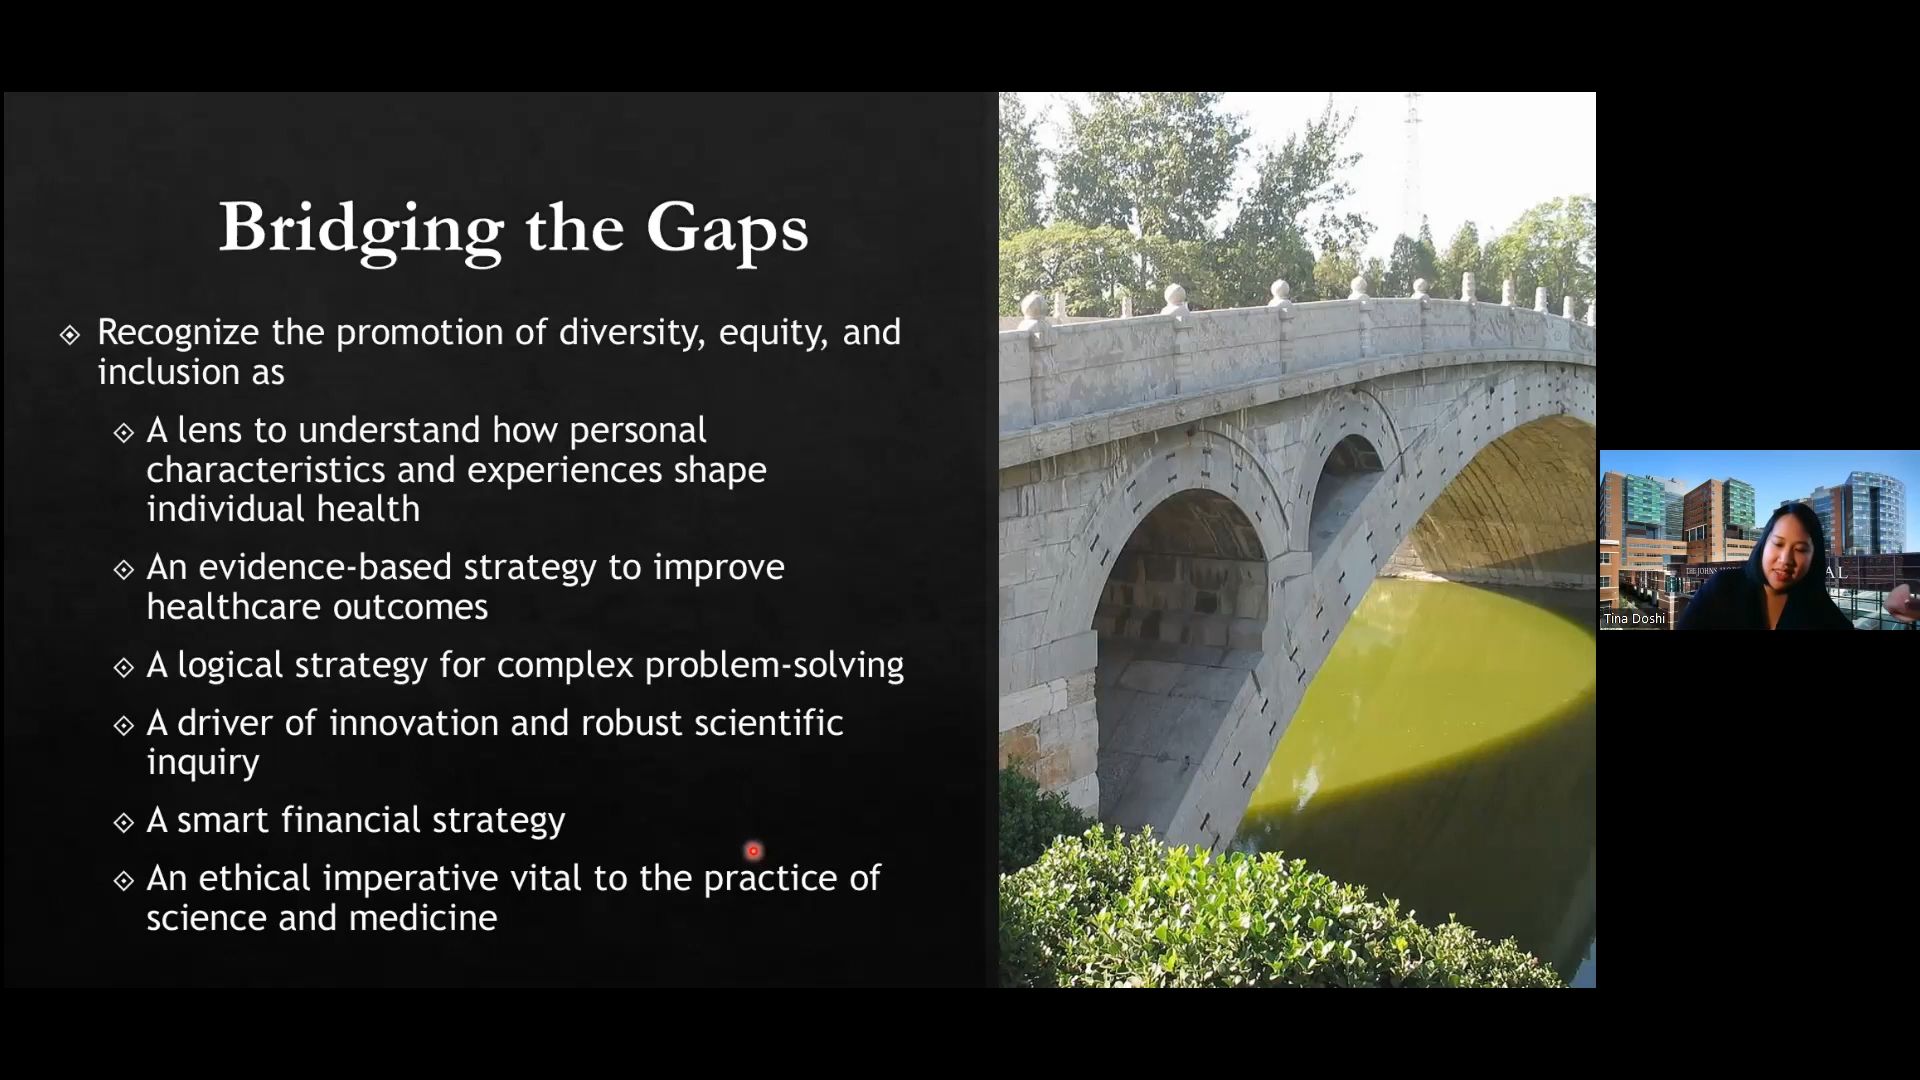 Bridging the Gaps
Recognize the promotion of diversity, equity, and
inclusion as
A lens to understand how personal
characteristics and experiences shape
individual health
An evidence-based strategy to improve
healthcare outcomes
A logical strategy for complex problem-solving
A driver of innovation and robust scientific
inquiry
A smart financial strategy
An ethical imperative vital to the practice of
science and medicine
THE JOHNS
Tina Doshi